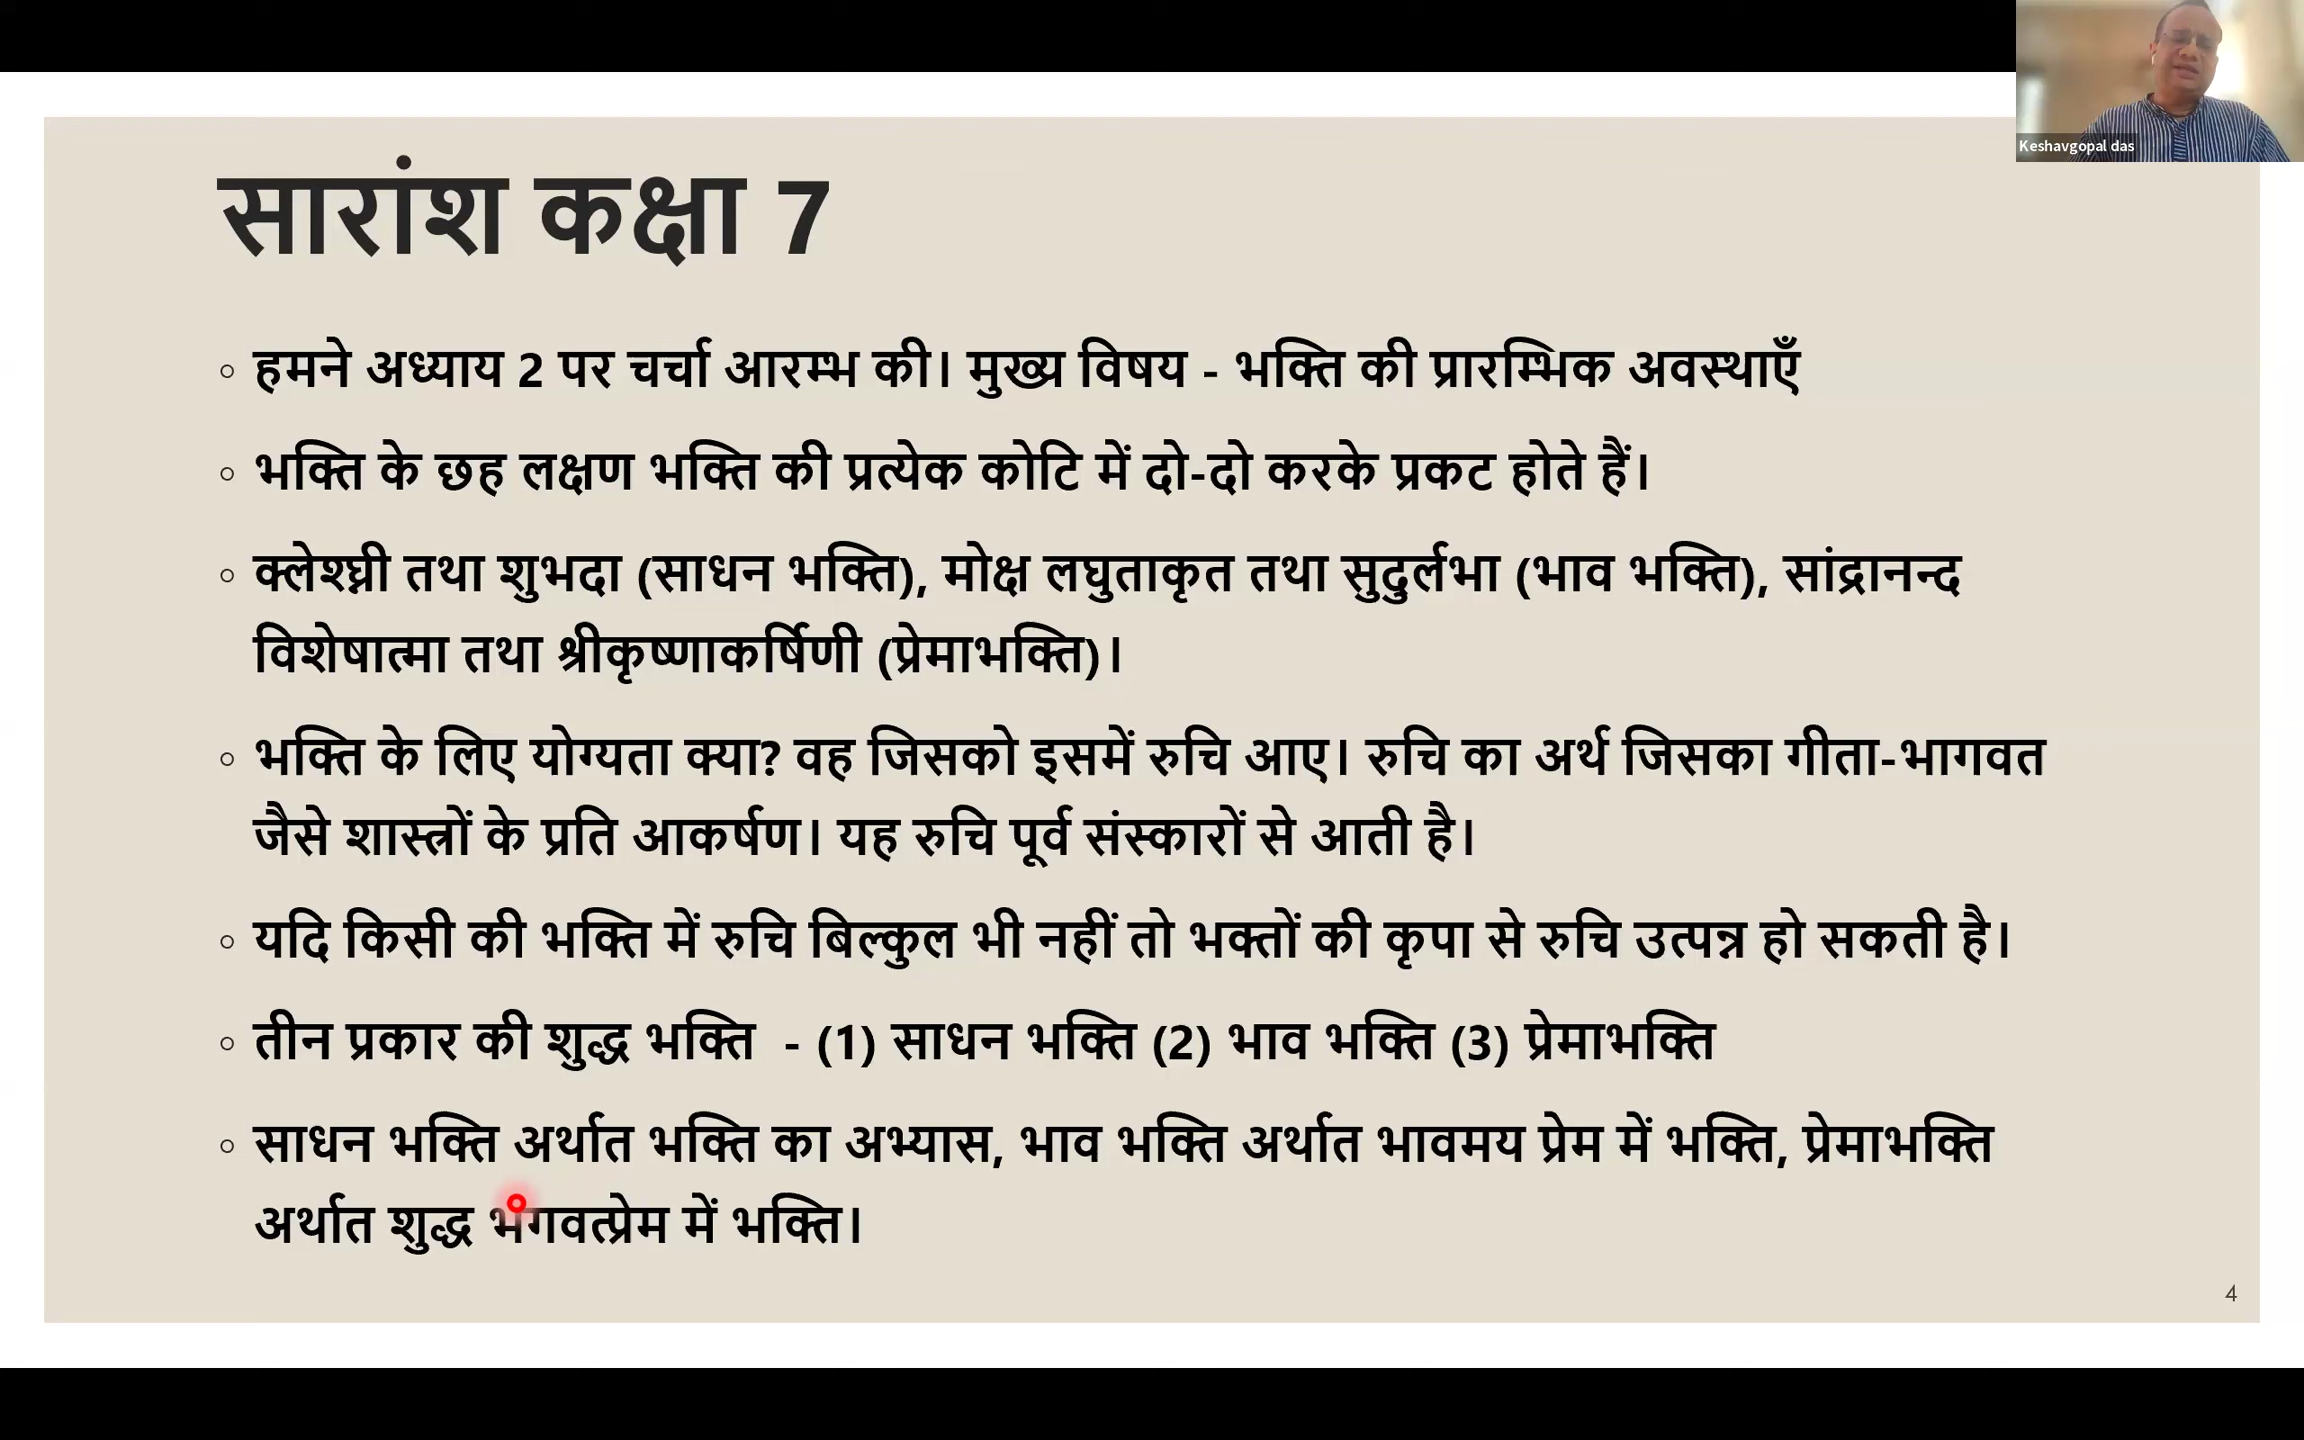 Keshavgopal das
सारांश कक्षा 7
◦ हमने अध्याय 2 पर चर्चा आरम्भ की। मुख्य विषय - भक्ति की प्रारम्भिक अवस्थाएँ
◦ भक्ति के छह लक्षण भक्ति की प्रत्येक कोटि में दो-दो करके प्रकट होते हैं।
◦ क्लेश्घ्नी तथा शुभदा (साधन भक्ति), मोक्ष लघुताकृत तथा सुदुर्लभा (भाव भक्ति), सांद्रानन्द
विशेषात्मा तथा श्रीकृष्णाकर्षिणी (प्रेमाभक्ति)।
◦ भक्ति के लिए योग्यता क्या? वह जिसको इसमें रुचि आए। रुचि का अर्थ जिसका गीता-भागवत
जैसे शास्त्रों के प्रति आकर्षण। यह रुचि पूर्व संस्कारों से आती है।
◦ यदि किसी की भक्ति में रुचि बिल्कुल भी नहीं तो भक्तों की कृपा से रुचि उत्पन्न हो सकती है।
◦ तीन प्रकार की शुद्ध भक्ति - (1) साधन भक्ति (2) भाव भक्ति (3) प्रेमाभक्ति
◦ साधन भक्ति अर्थात भक्ति का अभ्यास, भाव भक्ति अर्थात भावमय प्रेम में भक्ति, प्रेमाभक्ति
अर्थात शुद्ध भगवत्प्रेम में भक्ति।
4